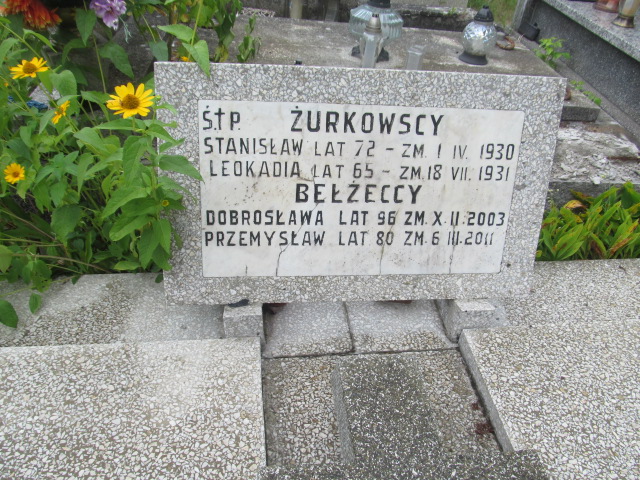 Ś.†P. ŻURKOWSCY
STANISŁAW LAT 72 - ZM. 1 IV. 1930
LEOKADIA LAT 65 - ZM. 18 VII. 1931
BEŁŻECCY
DOBROSŁAWA LAT 96 ZM. X.II.2003
PRZEMYSŁAW LAT 80 ZM. 6 III.2011